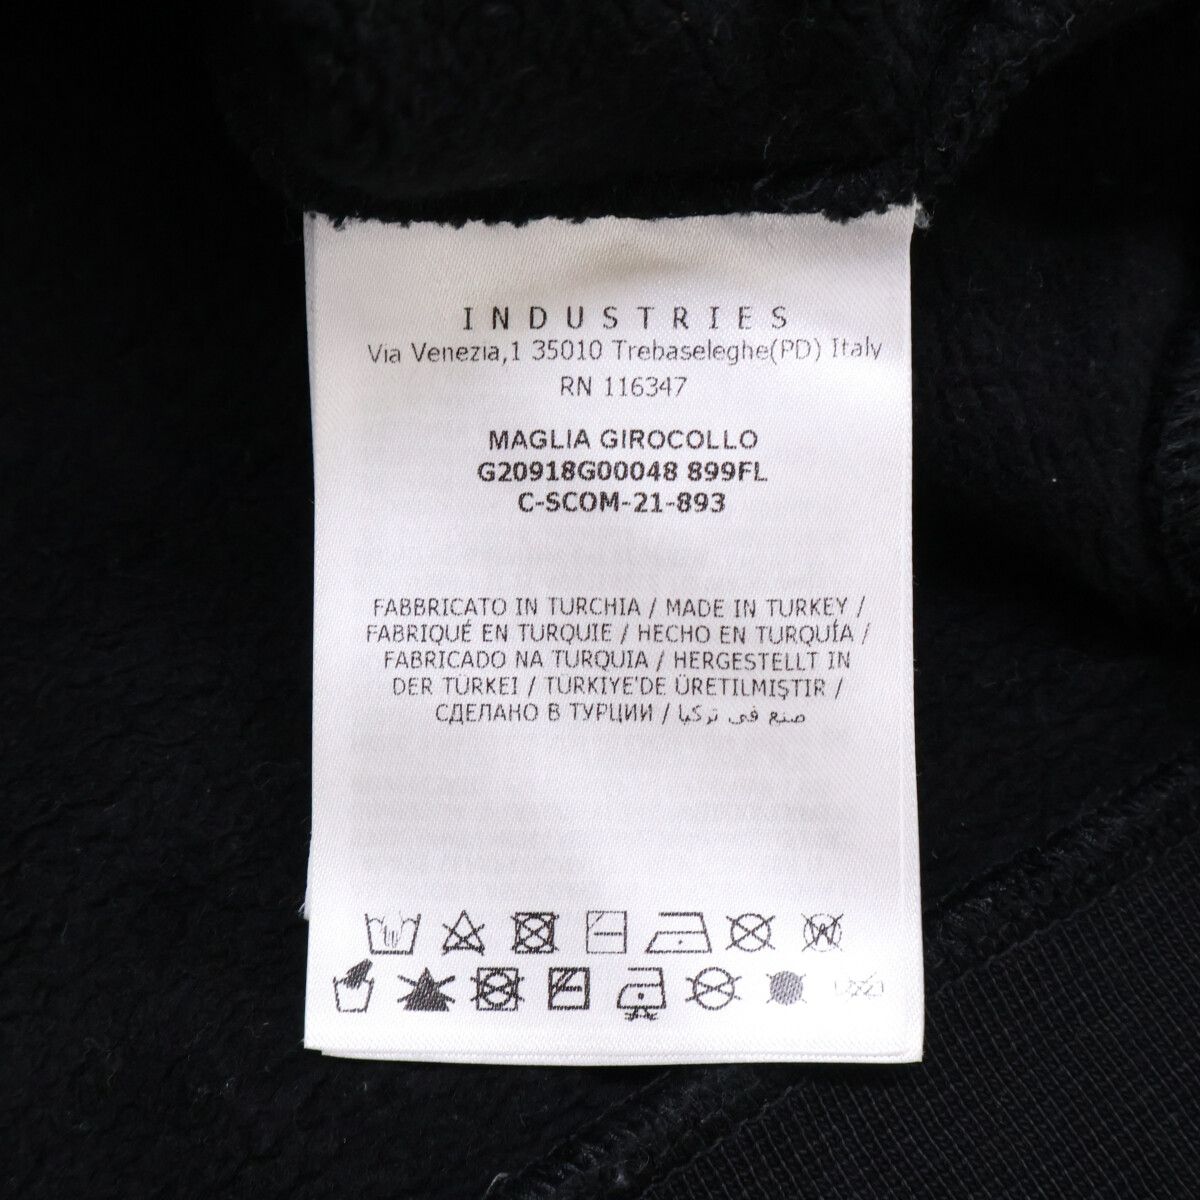 INDUSTRIES
Via Venezia,1 35010 Trebaseleghe(PD) Italy
RN 116347
MAGLIA GIROCOLLO
G20918G00048 899FL
C-SCOM-21-893
FABBRICATO IN TURCHIA / MADE IN TURKEY /
FABRIQUÉ EN TURQUIE / HECHO EN TURQUÍA /
FABRICADO NA TURQUIA / HERGESTELLT IN
DER TÜRKEI / TÜRKIYE'DE ÜRETILMIŞTIR /
СДЕЛАНО В ТУРЦИИ / صنع في تركيا
W